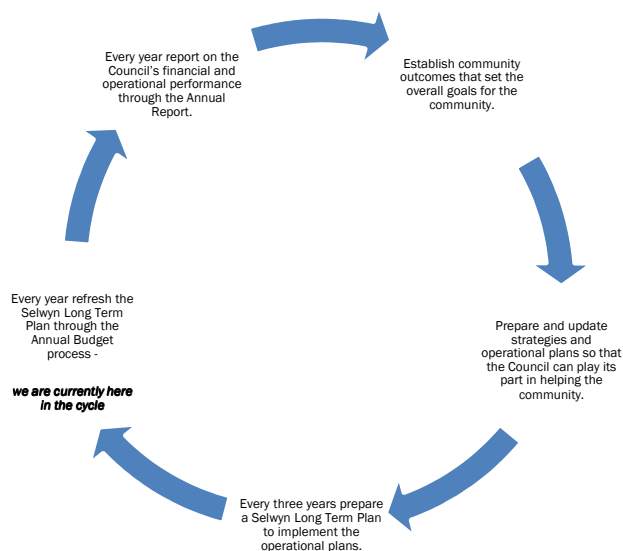 Every year report on the
Council's financial and
operational performance
through the Annual
Report.
Establish community
outcomes that set the
overall goals for the
community.
Prepare and update
strategies and
operational plans so that
the Council can play its
part in helping the
community.
Every three years prepare
a Selwyn Long Term Plan
to implement the
operational plans.
Every year refresh the
Selwyn Long Term
Plan through the
Annual Budget
process -
we are currently here
in the cycle